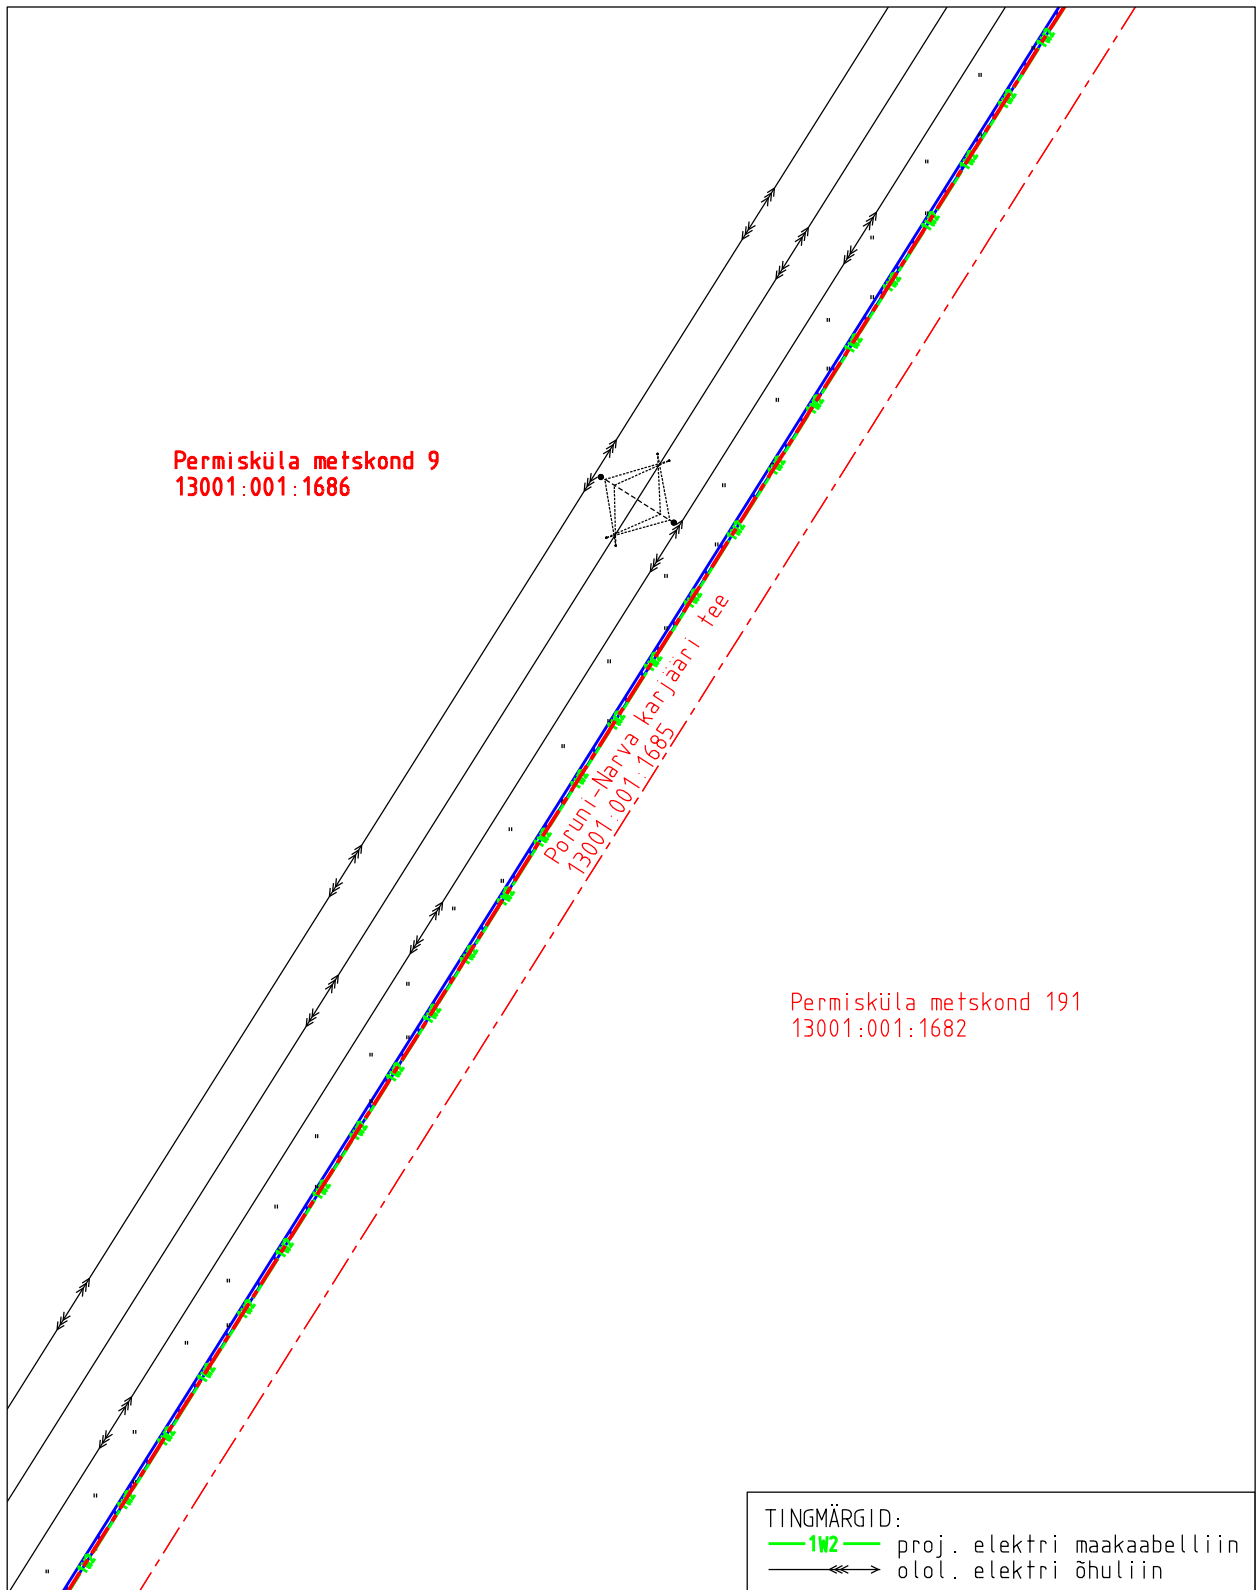 Permisküla metskond 9
13001:001:1686
Poruni-Narva karjääri tee
13001:001:1685
Permisküla metskond 191
13001:001:1682
TINGMÄRGID:
1W2 proj. elektri maakaabelliin
olol. elektri õhuliin